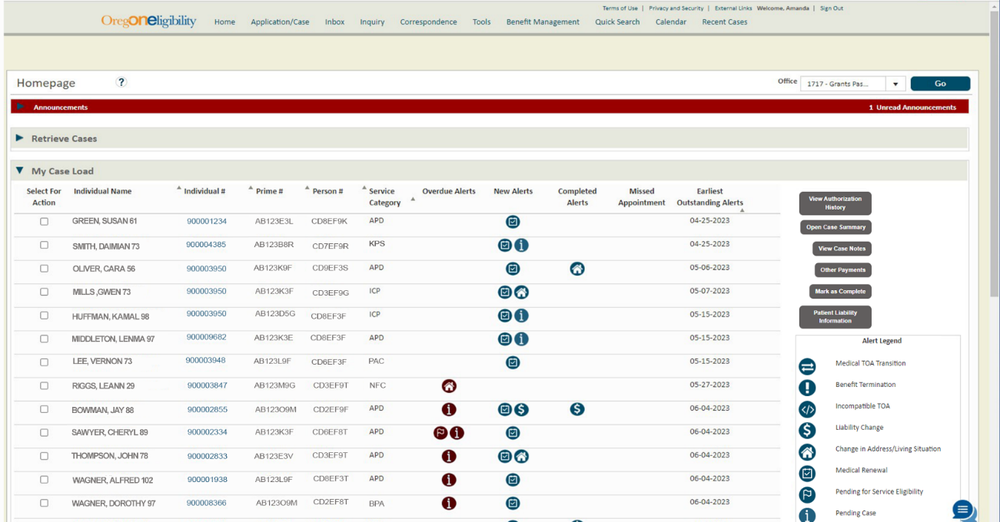 Terms of Use | Privacy and Security | External Links Welcome, Amanda | Sign Out
OregONEligibility Home Application/Case Inbox Inquiry Correspondence Tools Benefit Management Quick Search Calendar Recent Cases
Homepage ? Office 1717 - Grants Pas... Go
Announcements 1 Unread Announcements
Retrieve Cases
My Case Load
Select For Action Individual Name Individual # Prime # Person # Service Category Overdue Alerts New Alerts Completed Alerts Missed Appointment Earliest Outstanding Alerts
GREEN, SUSAN 61 900001234 AB123E3L CD8EF9K APD 04-25-2023
SMITH, DAIMIAN 73 900004385 AB123B8R CD7EF9R KPS 04-25-2023
OLIVER, CARA 56 900003950 AB123K9F CD9EF3S APD 05-06-2023
MILLS ,GWEN 73 900003950 AB123K3F CD3EF9G ICP 05-07-2023
HUFFMAN, KAMAL 98 900003950 AB123D5G CD8EF3F ICP 05-15-2023
MIDDLETON, LENMA 97 900009682 AB123K3E CD8EF3F APD 05-15-2023
LEE, VERNON 73 900003948 AB123L9F CD6EF3F PAC 05-15-2023
RIGGS, LEANN 29 900003847 AB123M9G CD3EF9T NFC 05-27-2023
BOWMAN, JAY 88 900002855 AB123O9M CD2EF9F APD 06-04-2023
SAWYER, CHERYL 89 900002334 AB123K3F CD6EF8T APD 06-04-2023
THOMPSON, JOHN 78 900002833 AB123E3V CD3EF9T APD 06-04-2023
WAGNER, ALFRED 102 900001938 AB123L9F CD8EF3T APD 06-04-2023
WAGNER, DOROTHY 97 900008366 AB123O9M CD2EF8T BPA 06-04-2023
View Authorization History
Open Case Summary
View Case Notes
Other Payments
Mark as Complete
Patient Liability Information
Alert Legend
Medical TOA Transition
Benefit Termination
Incompatible TOA
Liability Change
Change in Address/Living Situation
Medical Renewal
Pending for Service Eligibility
Pending Case